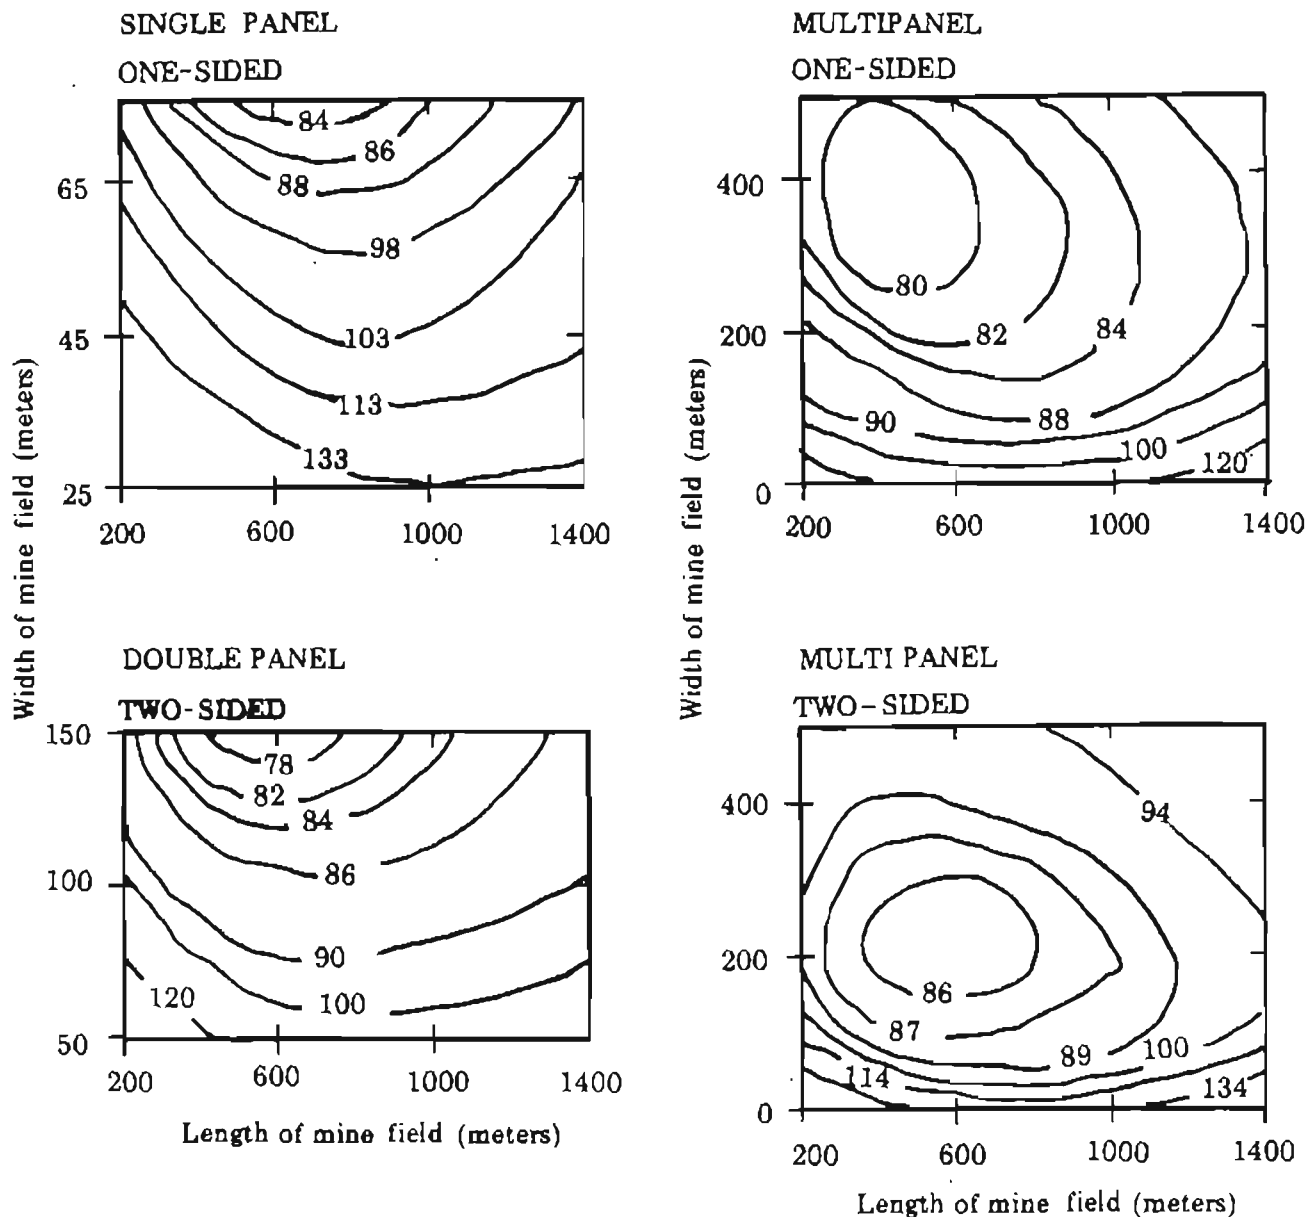 SINGLE PANEL
ONE-SIDED
84
86
88
98
103
113
133
65
45
25
200 600 1000 1400
Width of mine field (meters)
MULTIPANEL
ONE-SIDED
80
82
84
88
90
100
120
400
200
0
200 600 1000 1400
Width of mine field (meters)
DOUBLE PANEL
TWO-SIDED
78
82
84
86
90
100
120
150
100
50
200 600 1000 1400
Length of mine field (meters)
MULTI PANEL
TWO-SIDED
94
86
87
89
100
114
134
400
200
0
200 600 1000 1400
Length of mine field (meters)